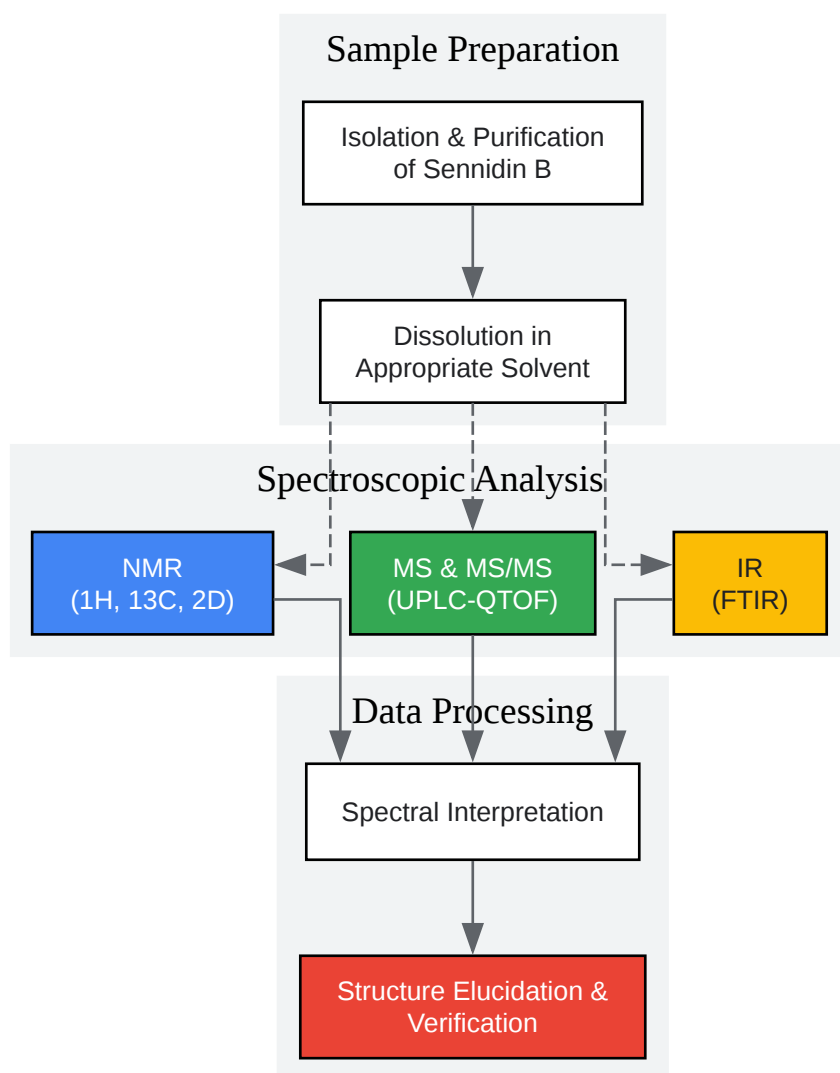 Sample Preparation
Isolation & Purification
of Sennidin B
Dissolution in
Appropriate Solvent
Spectroscopic Analysis
NMR
(1H, 13C, 2D)
MS & MS/MS
(UPLC-QTOF)
IR
(FTIR)
Data Processing
Spectral Interpretation
Structure Elucidation &
Verification